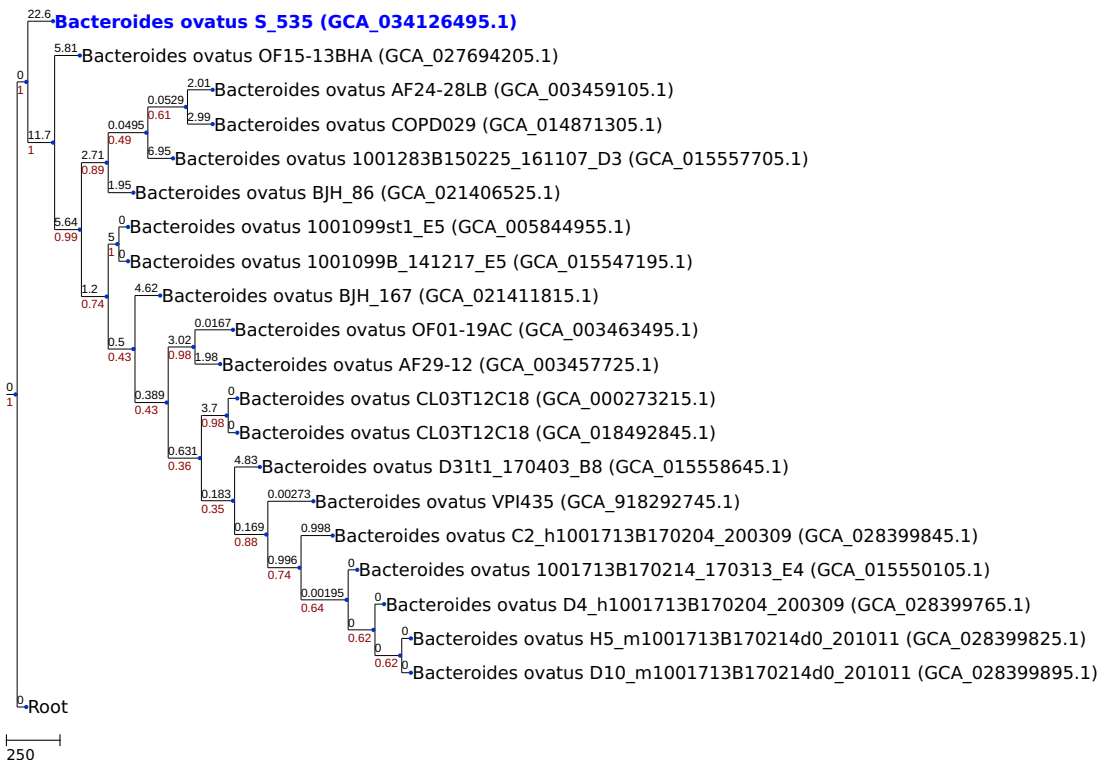 22.6 Bacteroides ovatus S_535 (GCA_034126495.1)
5.81 Bacteroides ovatus OF15-13BHA (GCA_027694205.1)
0
1
2.01 Bacteroides ovatus AF24-28LB (GCA_003459105.1)
0.0529
0.61
2.99 Bacteroides ovatus COPD029 (GCA_014871305.1)
0.0495
0.49
11.7
1
6.95 Bacteroides ovatus 1001283B150225_161107_D3 (GCA_015557705.1)
2.71
0.89
1.95 Bacteroides ovatus BJH_86 (GCA_021406525.1)
5.64
0.99
0 Bacteroides ovatus 1001099st1_E5 (GCA_005844955.1)
5
1
0 Bacteroides ovatus 1001099B_141217_E5 (GCA_015547195.1)
1.2
0.74
4.62 Bacteroides ovatus BJH_167 (GCA_021411815.1)
0.0167 Bacteroides ovatus OF01-19AC (GCA_003463495.1)
0.5
0.43
3.02
0.98
1.98 Bacteroides ovatus AF29-12 (GCA_003457725.1)
0
1
0.389
0.43
0 Bacteroides ovatus CL03T12C18 (GCA_000273215.1)
3.7
0.98
0 Bacteroides ovatus CL03T12C18 (GCA_018492845.1)
0.631
0.36
4.83 Bacteroides ovatus D31t1_170403_B8 (GCA_015558645.1)
0.183
0.35
0.00273 Bacteroides ovatus VPI435 (GCA_918292745.1)
0.169
0.88
0.998 Bacteroides ovatus C2_h1001713B170204_200309 (GCA_028399845.1)
0.996
0.74
0 Bacteroides ovatus 1001713B170214_170313_E4 (GCA_015550105.1)
0.00195
0.64
0 Bacteroides ovatus D4_h1001713B170204_200309 (GCA_028399765.1)
0
0.62
0 Bacteroides ovatus H5_m1001713B170214d0_201011 (GCA_028399825.1)
0
0.62
0 Bacteroides ovatus D10_m1001713B170214d0_201011 (GCA_028399895.1)
0 Root
250